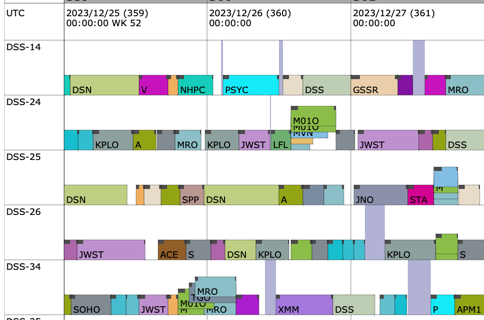 UTC
2023/12/25 (359)
00:00:00 WK 52
2023/12/26 (360)
00:00:00
2023/12/27 (361)
00:00:00
DSS-14
DSN
V
NHPC
PSYC
DSS
GSSR
MRO
DSS-24
KPLO
A
MRO
KPLO
JWST
LFL
M01O
M01O
MVN
JWST
DSS
DSS-25
DSN
SPP
DSN
A
JNO
STA
M
DSS-26
JWST
ACE
S
DSN
KPLO
KPLO
S
DSS-34
SOHO
JWST
M
M01O
TGO
MRO
MRO
XMM
DSS
P
APM1